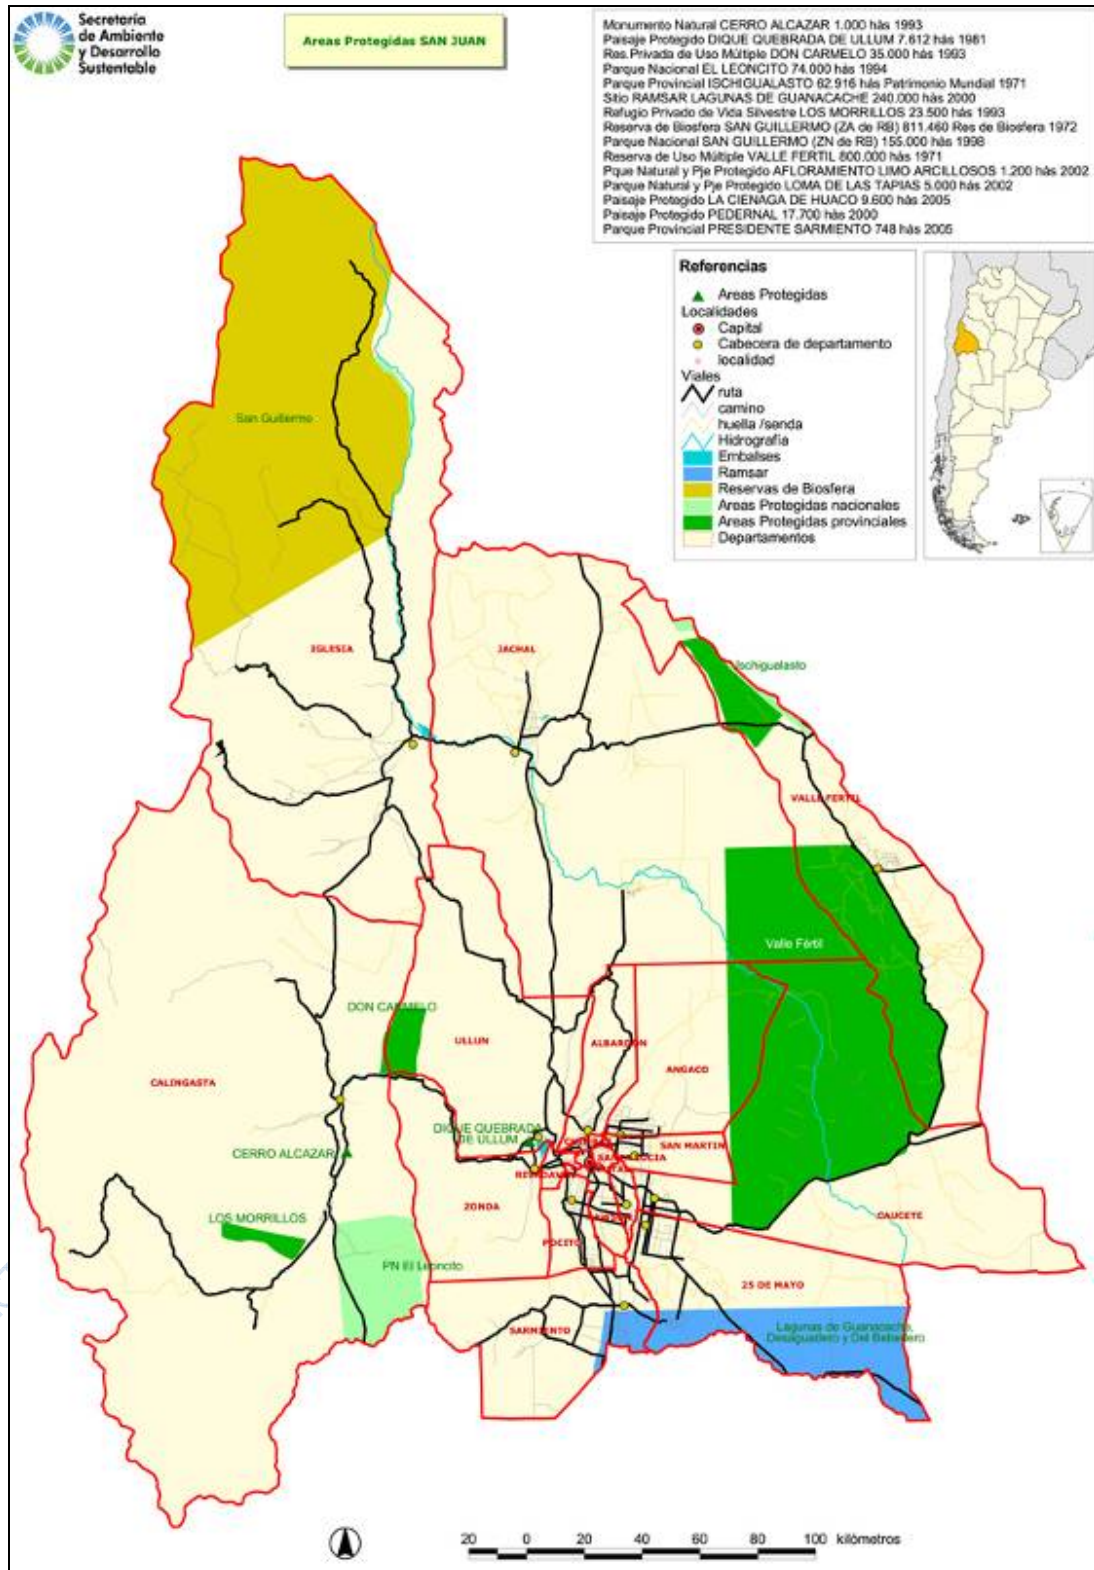 Secretaría
de Ambiente
y Desarrollo
Sustentable
Areas Protegidas SAN JUAN
Monumento Natural CERRO ALCAZAR 1.000 hás 1993
Paisaje Protegido DIQUE QUEBRADA DE ULLUM 7.612 hás 1981
Res.Privada de Uso Múltiple DON CARMELO 35.000 hás 1993
Parque Nacional EL LEONCITO 74.000 hás 1994
Parque Provincial ISCHIGUALASTO 62.916 hás Patrimonio Mundial 1971
Sitio RAMSAR LAGUNAS DE GUANACACHE 240.000 hás 2000
Refugio Privado de Vida Silvestre LOS MORRILLOS 23.500 hás 1993
Reserva de Biosfera SAN GUILLERMO (ZA de RB) 811.460 Res de Biosfera 1972
Parque Nacional SAN GUILLERMO (ZN de RB) 155.000 hás 1998
Reserva de Uso Múltiple VALLE FERTIL 800.000 hás 1971
Pque Natural y Pje Protegido AFLORAMIENTO LIMO ARCILLOSOS 1.200 hás 2002
Parque Natural y Pje Protegido LOMA DE LAS TAPIAS 5.000 hás 2002
Paisaje Protegido LA CIENAGA DE HUACO 9.600 hás 2005
Paisaje Protegido PEDERNAL 17.700 hás 2000
Parque Provincial PRESIDENTE SARMIENTO 748 hás 2005
Referencias
Areas Protegidas
Localidades
Capital
Cabecera de departamento
localidad
Viales
ruta
camino
huella /senda
Hidrografía
Embalses
Ramsar
Reservas de Biosfera
Areas Protegidas nacionales
Areas Protegidas provinciales
Departamentos
San Guillermo
IGLESIA
JACHAL
Ischigualasto
VALLE FERTIL
Valle Fértil
DON CARMELO
ULLUN
ALBARDON
ANGACO
CALINGASTA
DIQUE QUEBRADA
DE ULLUM
SAN MARTIN
CERRO ALCAZAR
ZONDA
LOS MORRILLOS
CAUCETE
POCITO
PN El Leoncito
25 DE MAYO
SARMIENTO
Lagunas de Guanacache,
Desaguadero y Del Bebedero
20 0 20 40 60 80 100 kilómetros